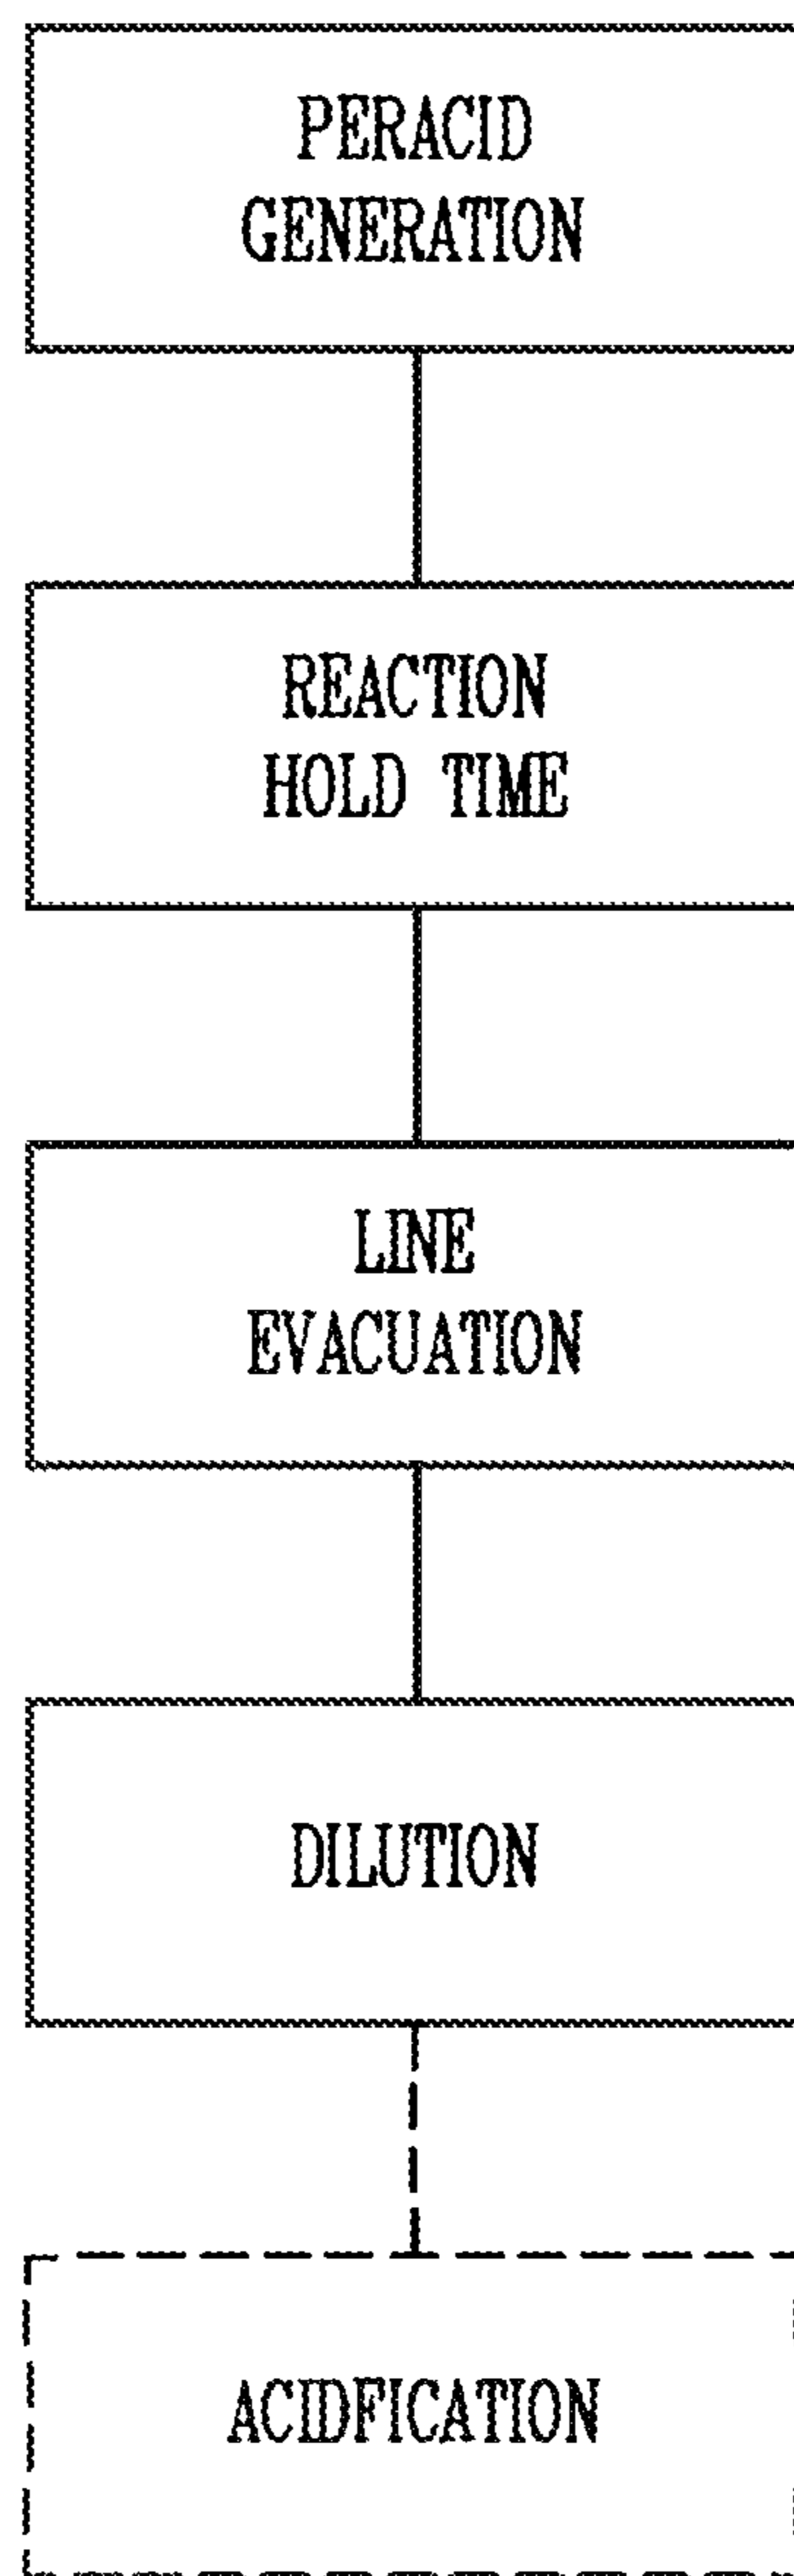 PERACID
GENERATION
REACTION
HOLD TIME
LINE
EVACUATION
DILUTION
ACIDFICATION